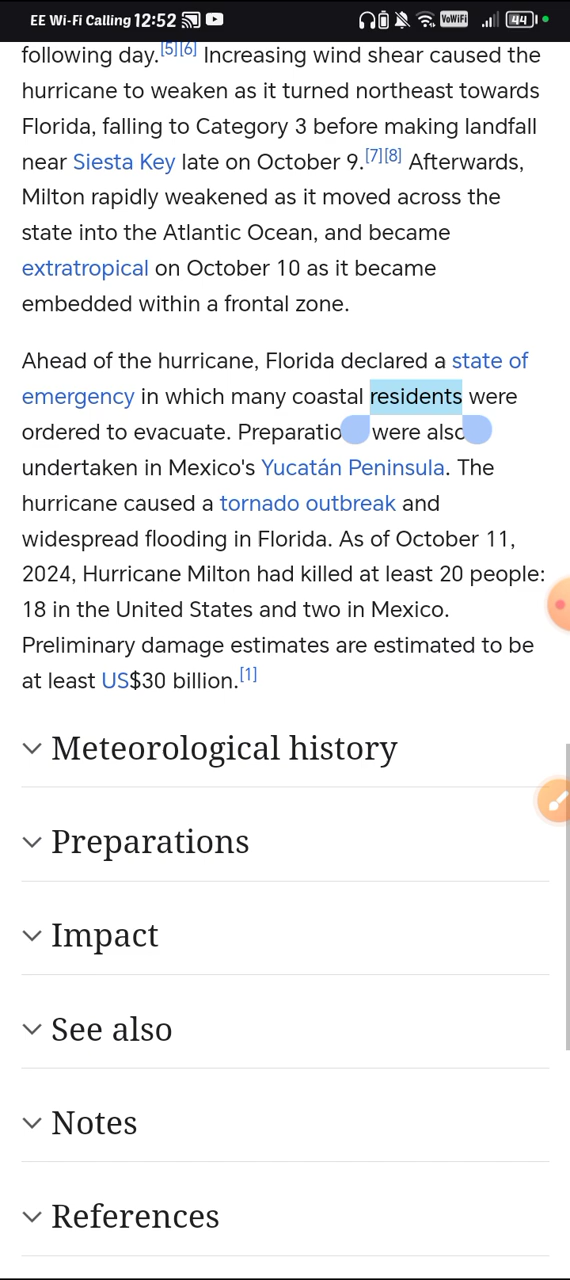 EE Wi-Fi Calling 12:52 VoWiFi 44
following day.[5][6] Increasing wind shear caused the
hurricane to weaken as it turned northeast towards
Florida, falling to Category 3 before making landfall
near Siesta Key late on October 9.[7][8] Afterwards,
Milton rapidly weakened as it moved across the
state into the Atlantic Ocean, and became
extratropical on October 10 as it became
embedded within a frontal zone.
Ahead of the hurricane, Florida declared a state of
emergency in which many coastal residents were
ordered to evacuate. Preparatio were also
undertaken in Mexico's Yucatán Peninsula. The
hurricane caused a tornado outbreak and
widespread flooding in Florida. As of October 11,
2024, Hurricane Milton had killed at least 20 people:
18 in the United States and two in Mexico.
Preliminary damage estimates are estimated to be
at least US$30 billion.[1]
Meteorological history
Preparations
Impact
See also
Notes
References